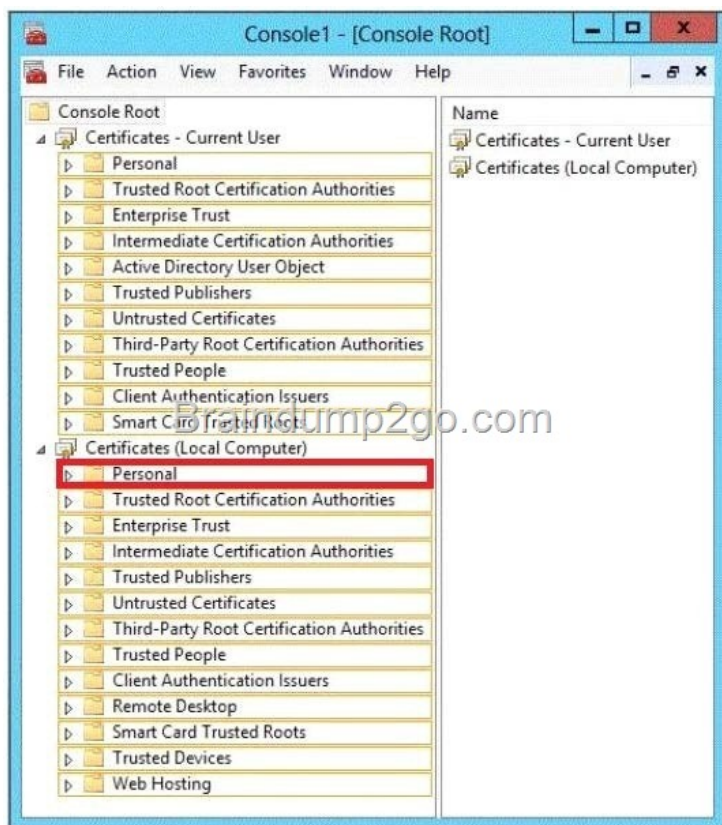 Console1 - [Console Root]
File Action View Favorites Window Help
Console Root
Certificates - Current User
Personal
Trusted Root Certification Authorities
Enterprise Trust
Intermediate Certification Authorities
Active Directory User Object
Trusted Publishers
Untrusted Certificates
Third-Party Root Certification Authorities
Trusted People
Client Authentication Issuers
Smart Card Trusted Roots
Certificates (Local Computer)
Personal
Trusted Root Certification Authorities
Enterprise Trust
Intermediate Certification Authorities
Trusted Publishers
Untrusted Certificates
Third-Party Root Certification Authorities
Trusted People
Client Authentication Issuers
Remote Desktop
Smart Card Trusted Roots
Trusted Devices
Web Hosting
Name
Certificates - Current User
Certificates (Local Computer)
Braindump2go.com